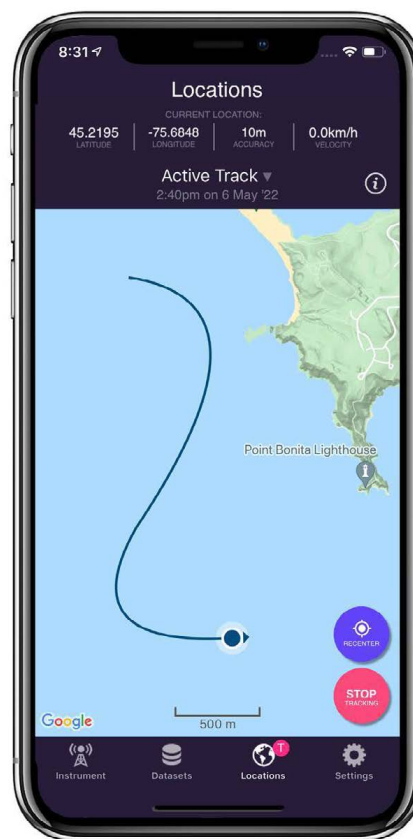 8:31
Locations
CURRENT LOCATION:
45.2195 -75.6848 10m 0.0km/h
LATITUDE LONGITUDE ACCURACY VELOCITY
Active Track ▼
2:40pm on 6 May '22
i
Point Bonita Lighthouse
RECENTER
STOP
TRACKING
Google
500 m
T
Instrument Datasets Locations Settings